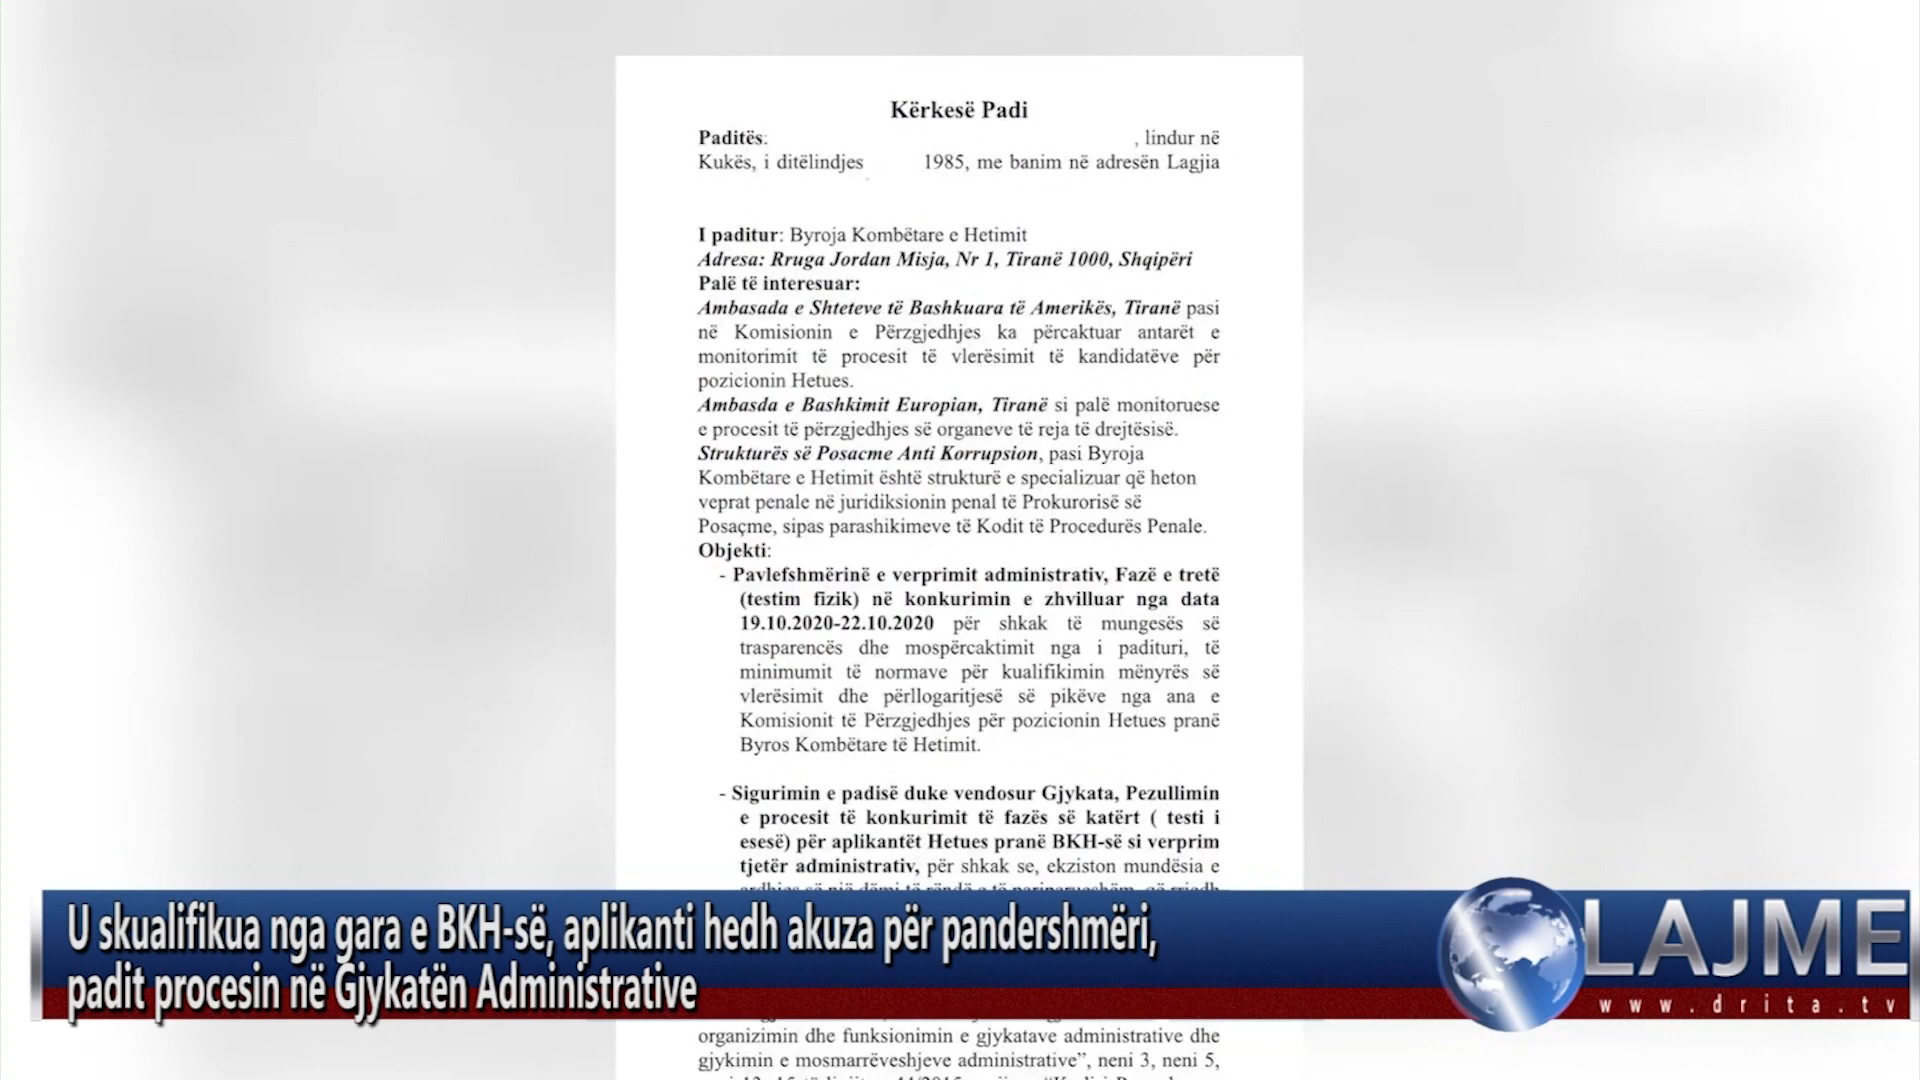 Kërkesë Padi
Paditës: , lindur në
Kukës, i ditëlindjes 1985, me banim në adresën Lagjia
I paditur: Byroja Kombëtare e Hetimit
Adresa: Rruga Jordan Misja, Nr 1, Tiranë 1000, Shqipëri
Palë të interesuar:
Ambasada e Shteteve të Bashkuara të Amerikës, Tiranë pasi
në Komisionin e Përzgjedhjes ka përcaktuar antarët e
monitorimit të procesit të vlerësimit të kandidatëve për
pozicionin Hetues.
Ambasda e Bashkimit Europian, Tiranë si palë monitoruese
e procesit të përzgjedhjes së organeve të reja të drejtësisë.
Strukturës së Posacme Anti Korrupsion, pasi Byroja
Kombëtare e Hetimit është strukturë e specializuar që heton
veprat penale në juridiksionin penal të Prokurorisë së
Posaçme, sipas parashikimeve të Kodit të Procedurës Penale.
Objekti:
- Pavlefshmërinë e verprimit administrativ, Fazë e tretë
(testim fizik) në konkurimin e zhvilluar nga data
19.10.2020-22.10.2020 për shkak të mungesës së
trasparencës dhe mospërcaktimit nga i padituri, të
minimumit të normave për kualifikimin mënyrës së
vlerësimit dhe përllogaritjesë së pikëve nga ana e
Komisionit të Përzgjedhjes për pozicionin Hetues pranë
Byros Kombëtare të Hetimit.
- Sigurimin e padisë duke vendosur Gjykata, Pezullimin
e procesit të konkurimit të fazës së katërt ( testi i
esesë) për aplikantët Hetues pranë BKH-së si verprim
tjetër administrativ, për shkak se, ekziston mundësia e
U skualifikua nga gara e BKH-së, aplikanti hedh akuza për pandershmëri,
padit procesin në Gjykatën Administrative
LAJME
www.drita.tv
organizimin dhe funksionimin e gjykatave administrative dhe
gjykimin e mosmarrëveshjeve administrative”, neni 3, neni 5,